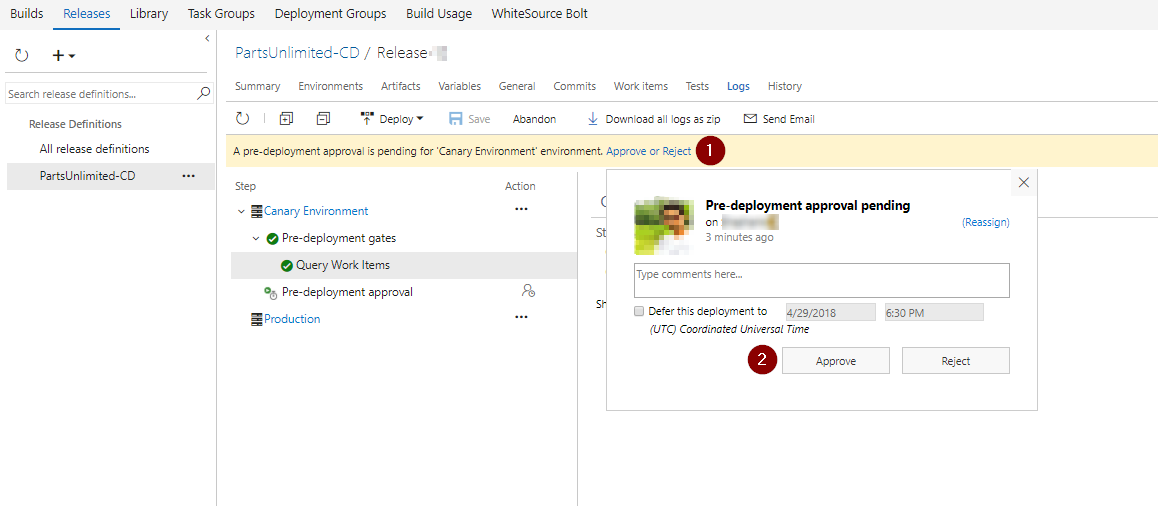 Builds Releases Library Task Groups Deployment Groups Build Usage WhiteSource Bolt
PartsUnlimited-CD / Release
Search release definitions...
Summary Environments Artifacts Variables General Commits Work items Tests Logs History
Release Definitions
All release definitions
PartsUnlimited-CD ...
Deploy Save Abandon Download all logs as zip Send Email
A pre-deployment approval is pending for 'Canary Environment' environment. Approve or Reject 1
Step Action
Canary Environment ...
Pre-deployment gates
Query Work Items
Pre-deployment approval
Production ...
Sh
Pre-deployment approval pending
on
(Reassign)
3 minutes ago
Type comments here...
Defer this deployment to 4/29/2018 6:30 PM
(UTC) Coordinated Universal Time
2 Approve Reject